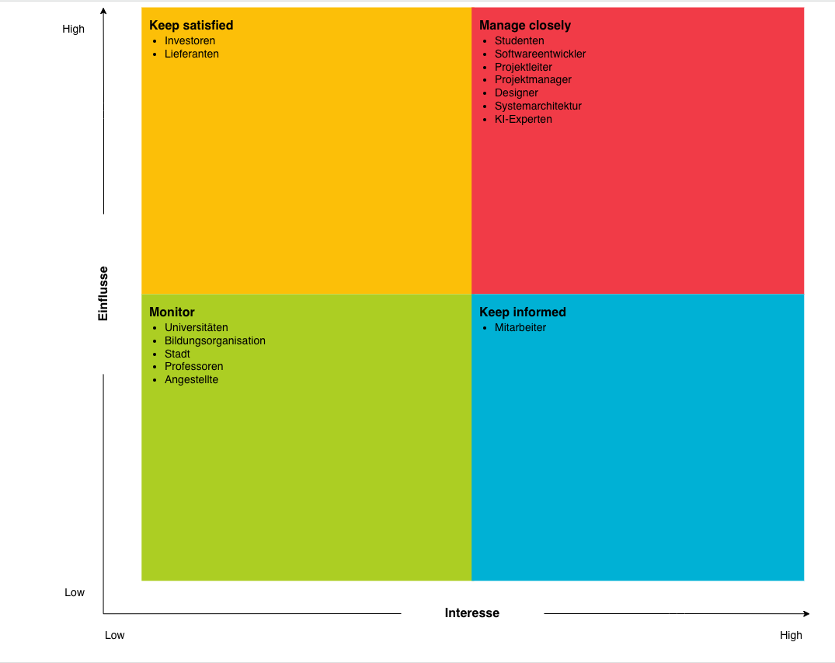 High
Keep satisfied
• Investoren
• Lieferanten
Manage closely
• Studenten
• Softwareentwickler
• Projektleiter
• Projektmanager
• Designer
• Systemarchitektur
• KI-Experten
Einflusse
Monitor
• Universitäten
• Bildungsorganisation
• Stadt
• Professoren
• Angestellte
Keep informed
• Mitarbeiter
Low
Interesse
Low
High